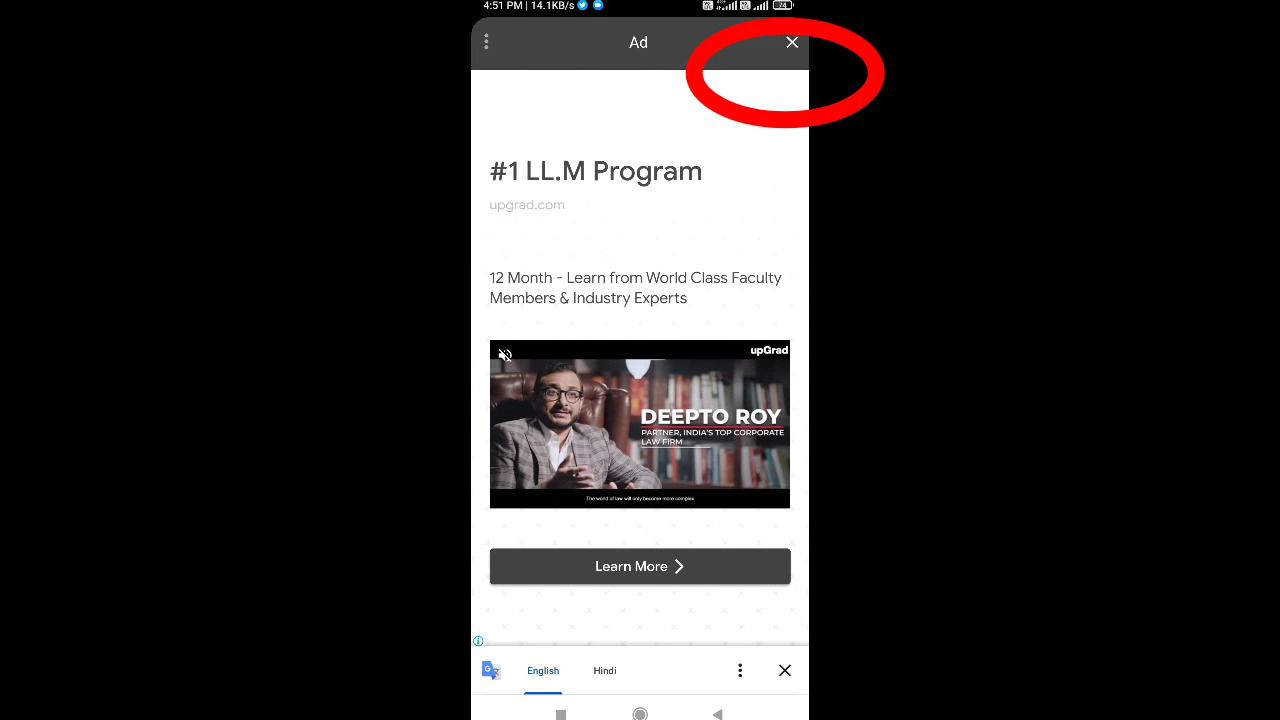 4:51 PM | 14.1KB/s
74
Ad
#1 LL.M Program
upgrad.com
12 Month - Learn from World Class Faculty
Members & Industry Experts
upGrad
DEEPTO ROY
PARTNER, INDIA'S TOP CORPORATE
LAW FIRM
The world of law will only become more complex
Learn More
English
Hindi